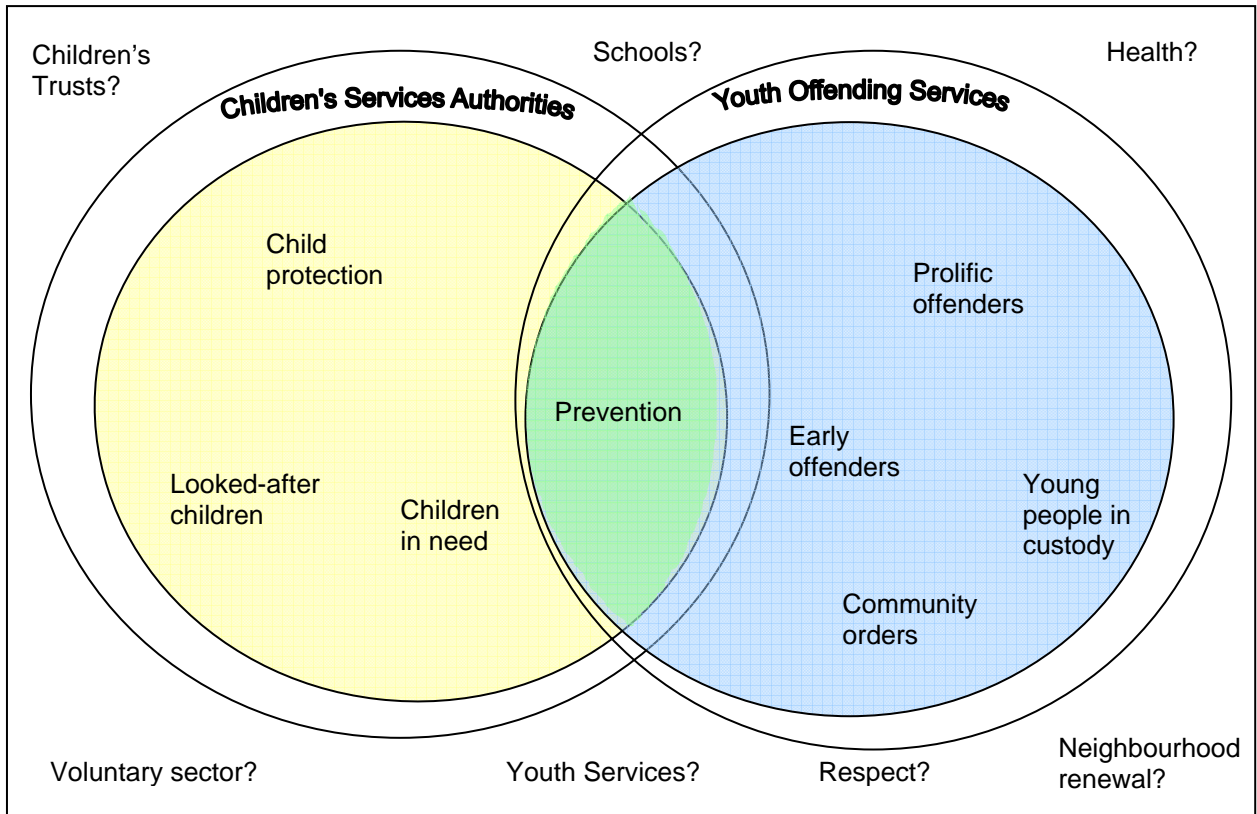 Children's
Trusts?
Schools?
Health?
Children's Services Authorities
Youth Offending Services
Child
protection
Prolific
offenders
Prevention
Early
offenders
Looked-after
children
Children
in need
Young
people in
custody
Community
orders
Voluntary sector?
Youth Services?
Respect?
Neighbourhood
renewal?